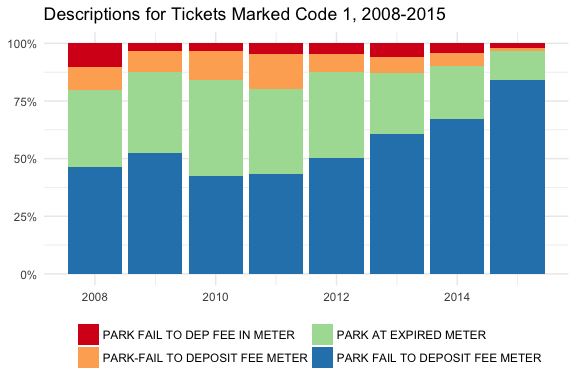 Descriptions for Tickets Marked Code 1, 2008-2015
100%
75%
50%
25%
0%
2008 2010 2012 2014
PARK FAIL TO DEP FEE IN METER PARK AT EXPIRED METER
PARK-FAIL TO DEPOSIT FEE METER PARK FAIL TO DEPOSIT FEE METER